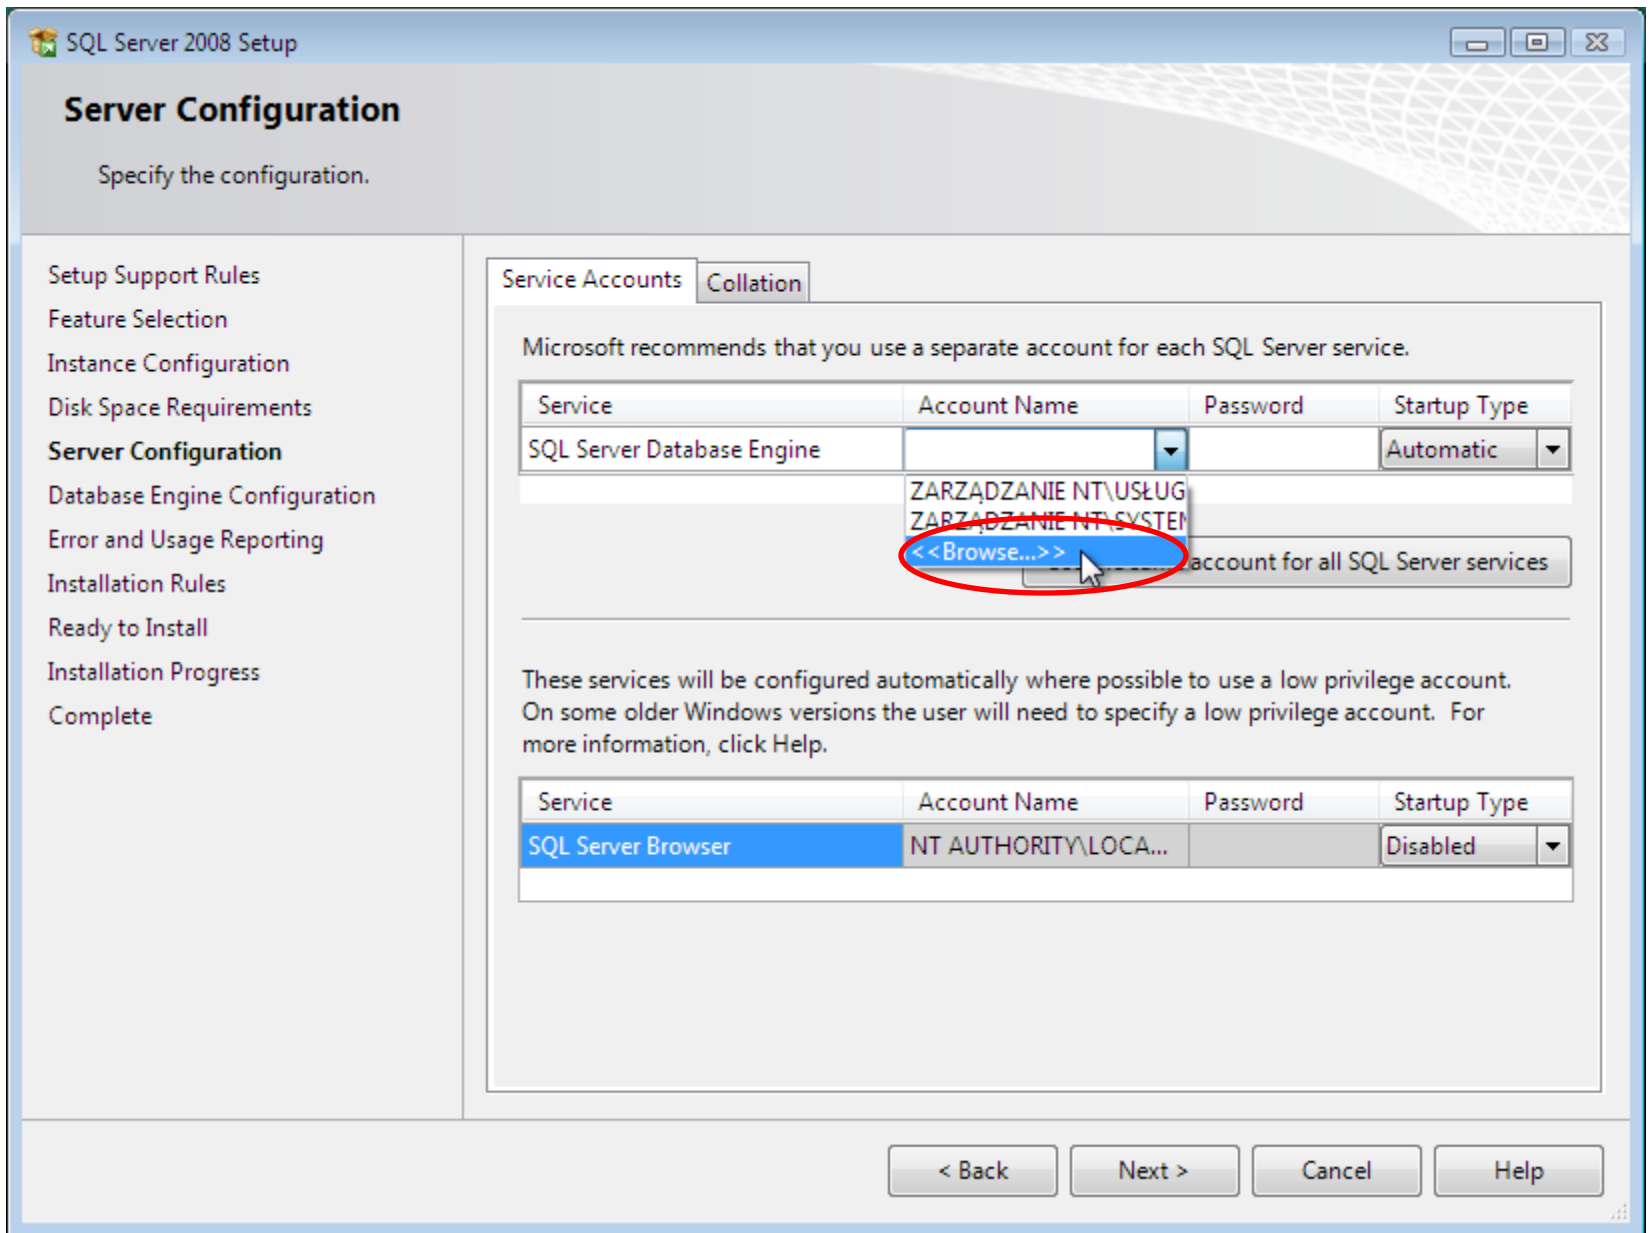 SQL Server 2008 Setup
Server Configuration
Specify the configuration.
Setup Support Rules
Feature Selection
Instance Configuration
Disk Space Requirements
Server Configuration
Database Engine Configuration
Error and Usage Reporting
Installation Rules
Ready to Install
Installation Progress
Complete
Service Accounts Collation
Microsoft recommends that you use a separate account for each SQL Server service.
Service Account Name Password Startup Type
SQL Server Database Engine Automatic
ZARZĄDZANIE NT\USŁUG
ZARZĄDZANIE NT\SYSTEM
<<Browse...>>
account for all SQL Server services
These services will be configured automatically where possible to use a low privilege account.
On some older Windows versions the user will need to specify a low privilege account. For
more information, click Help.
Service Account Name Password Startup Type
SQL Server Browser NT AUTHORITY\LOCA... Disabled
< Back Next > Cancel Help